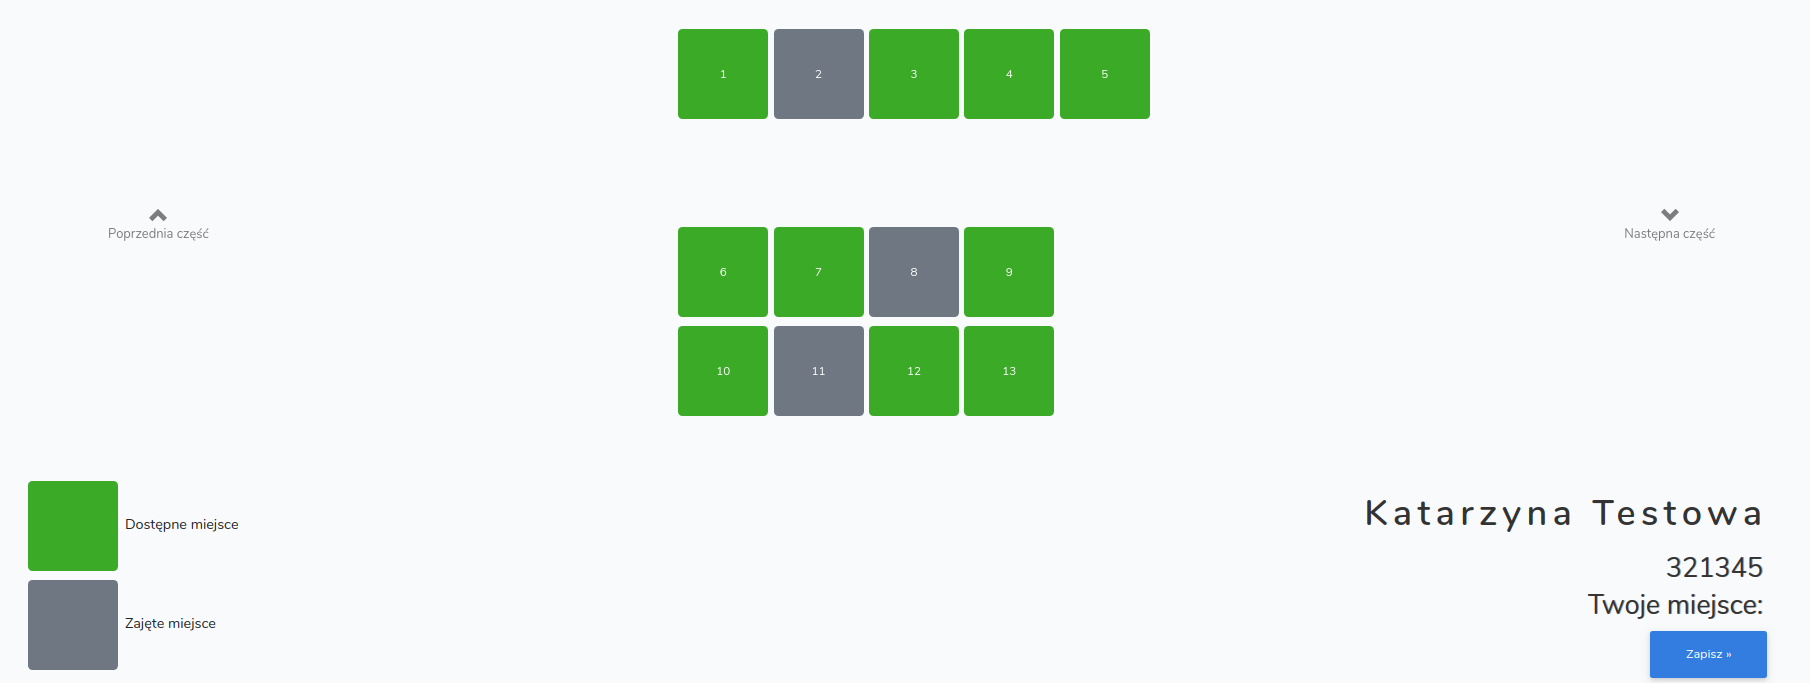 1 2 3 4 5
Poprzednia część
Następna część
6 7 8 9
10 11 12 13
Dostępne miejsce
Zajęte miejsce
Katarzyna Testowa
321345
Twoje miejsce:
Zapisz »